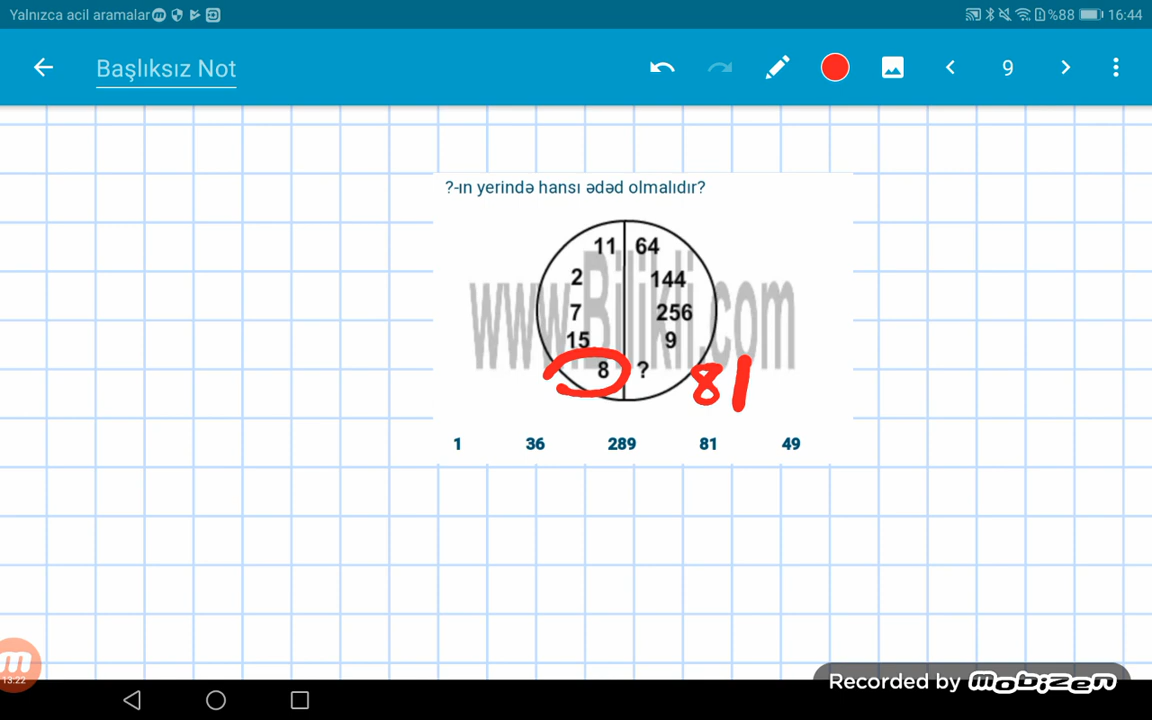 Yalnızca acil aramalar %88 16:44
Başlıksız Not 9
?-ın yerində hansı ədəd olmalıdır?
11 64
2 144
7 256
15 9
8 ? 81
www.Bilikli.com
1 36 289 81 49
13:22
Recorded by mobizen